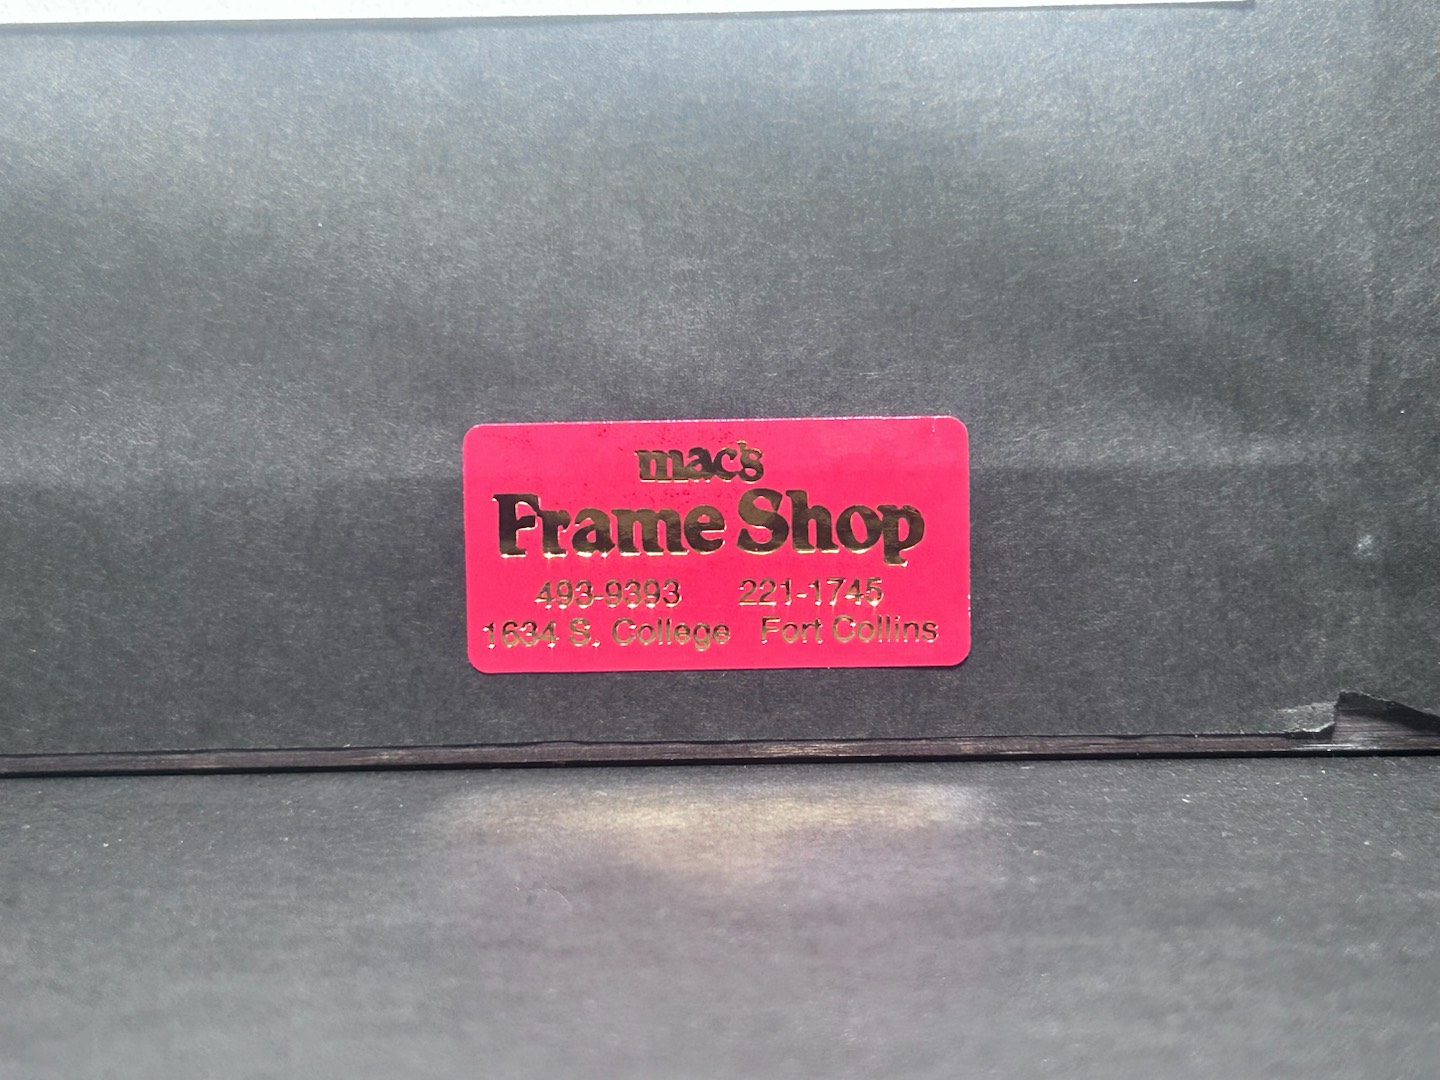 mac's
Frame Shop
493-9393 221-1745
1634 S. College Fort Collins